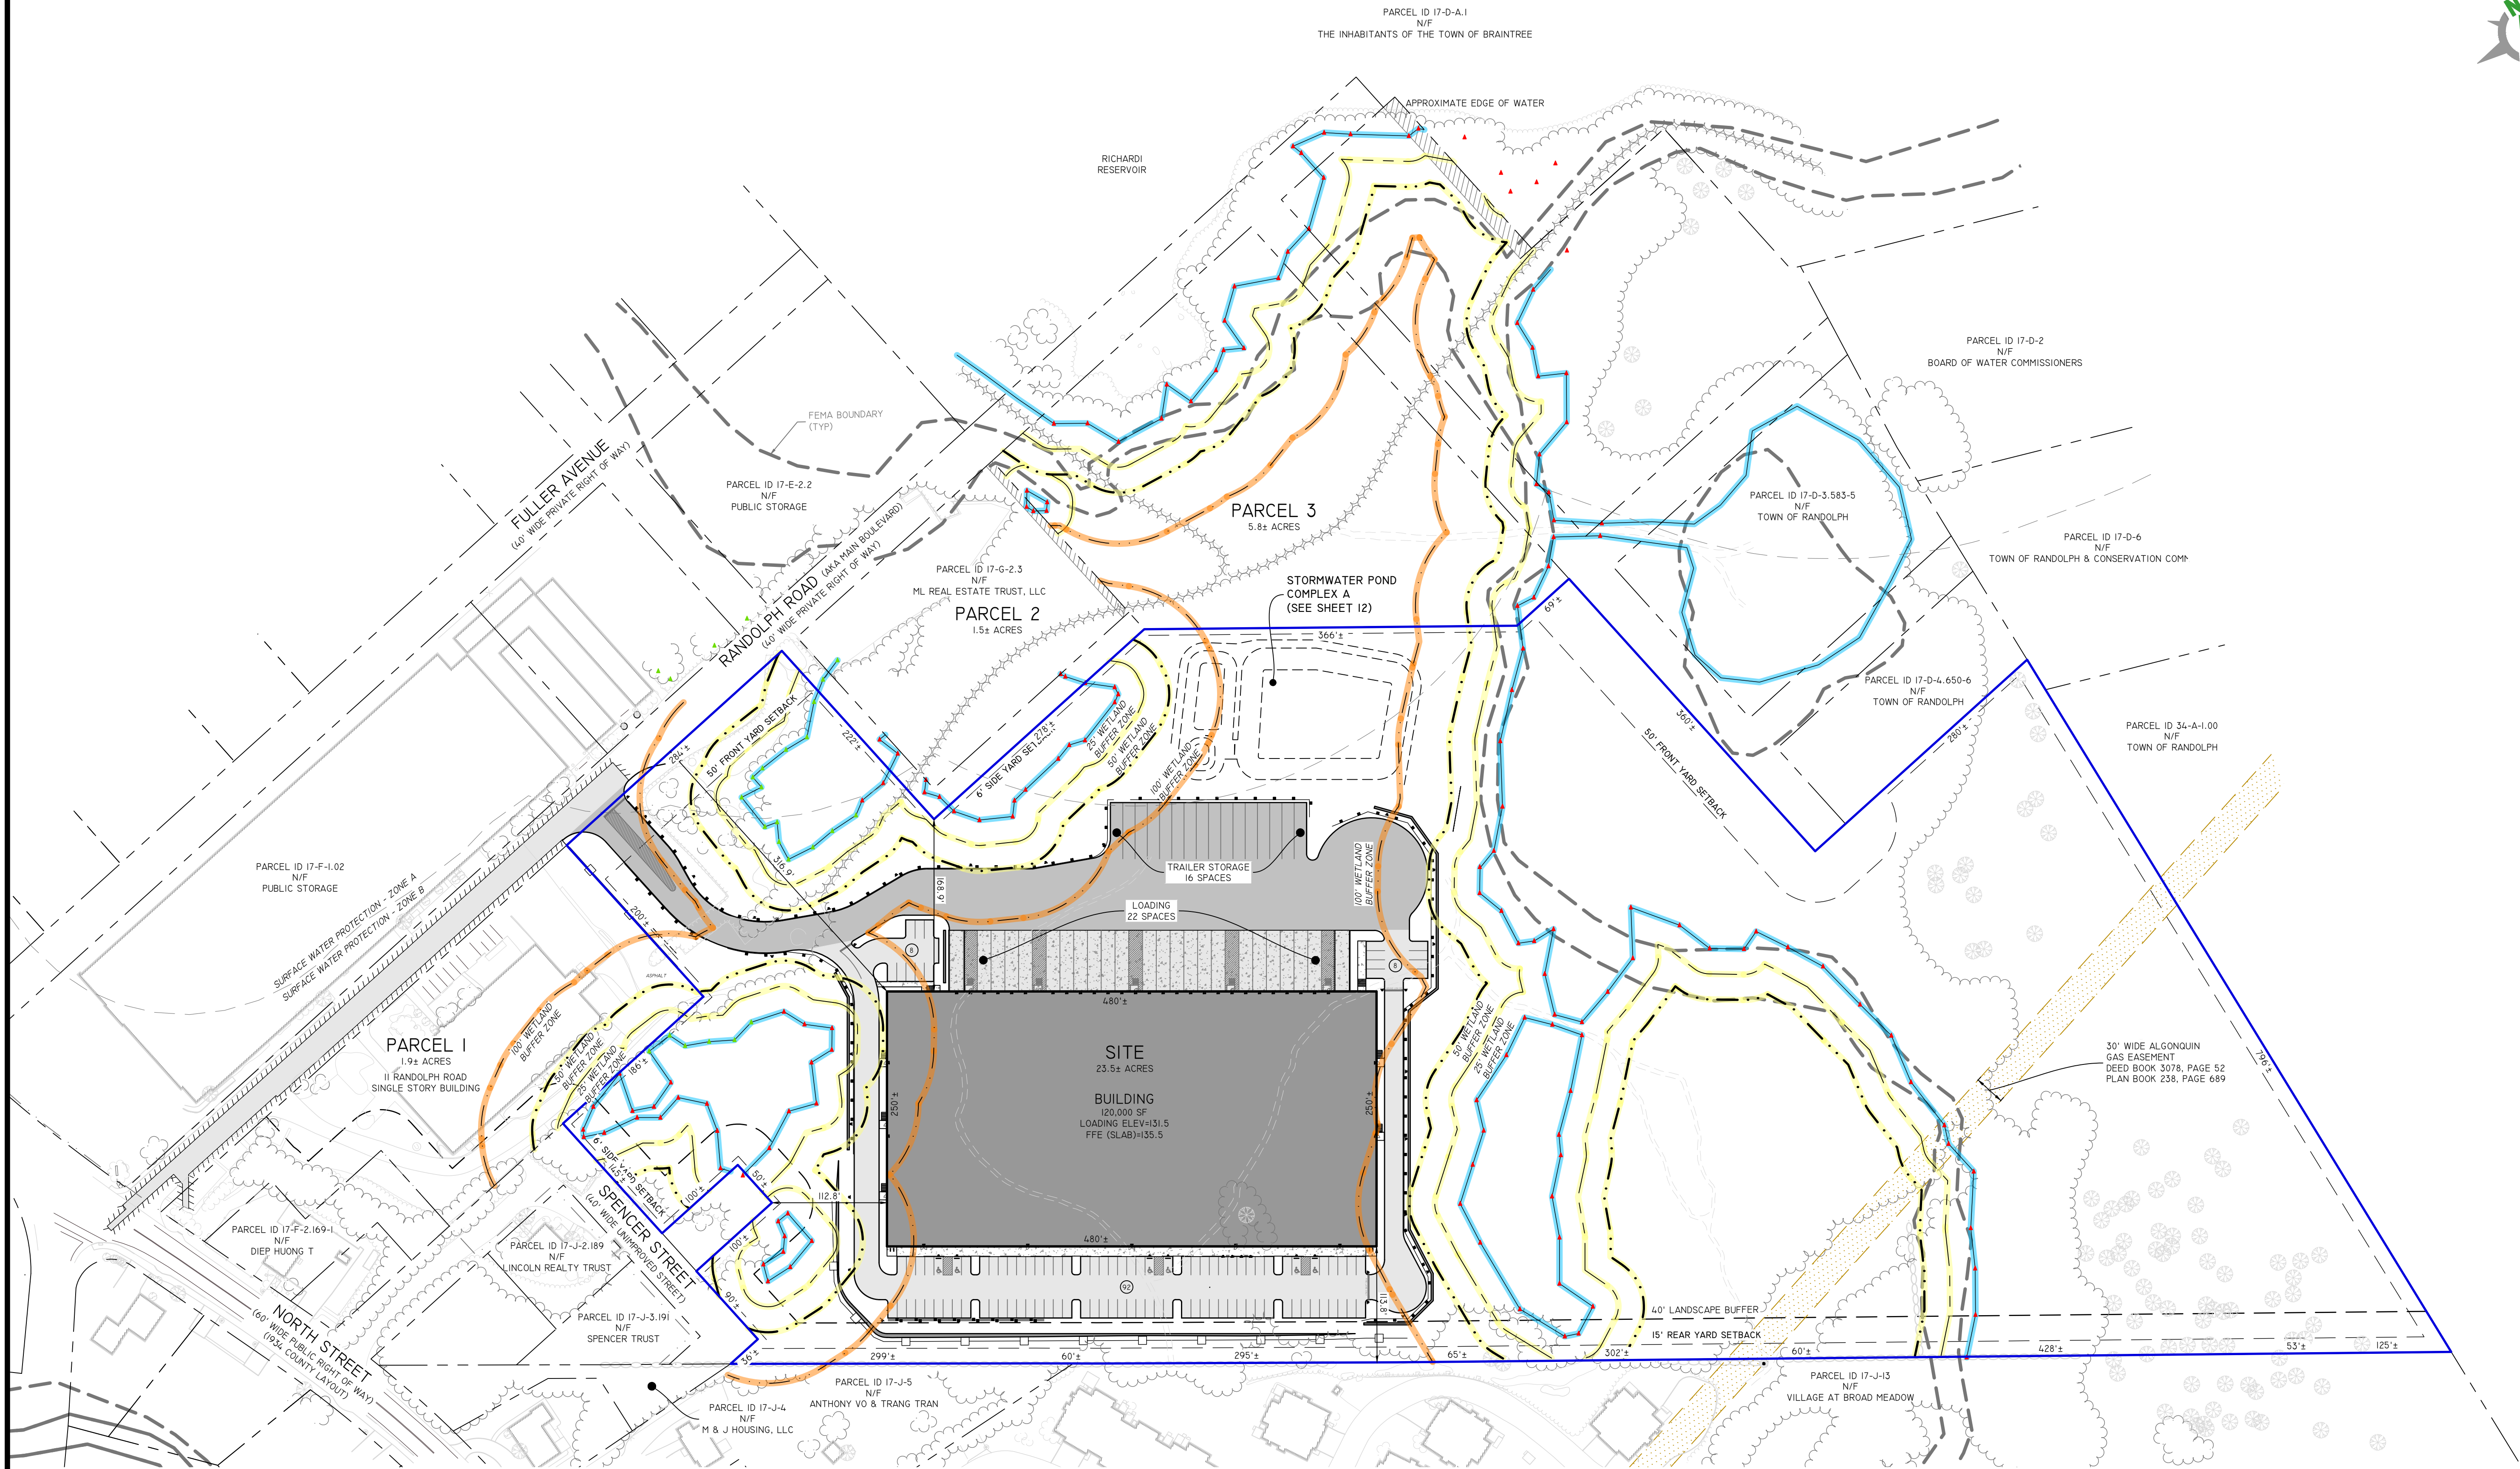 PARCEL ID 17-D-A.1
N/F
THE INHABITANTS OF THE TOWN OF BRAINTREE
N
APPROXIMATE EDGE OF WATER
RICHARDI
RESERVOIR
PARCEL ID 17-D-2
N/F
BOARD OF WATER COMMISSIONERS
FEMA BOUNDARY
(TYP)
FULLER AVENUE
(40' WIDE PRIVATE RIGHT OF WAY)
PARCEL ID 17-E-2.2
N/F
PUBLIC STORAGE
PARCEL 3
5.8± ACRES
PARCEL ID 17-D-3.583-5
N/F
TOWN OF RANDOLPH
PARCEL ID 17-D-6
N/F
TOWN OF RANDOLPH & CONSERVATION COMM
RANDOLPH ROAD (AKA MAIN BOULEVARD)
(40' WIDE PRIVATE RIGHT OF WAY)
PARCEL ID 17-G-2.3
N/F
ML REAL ESTATE TRUST, LLC
PARCEL 2
1.5± ACRES
STORMWATER POND
COMPLEX A
(SEE SHEET 12)
69'±
366'±
PARCEL ID 17-D-4.650-6
N/F
TOWN OF RANDOLPH
360'±
280'±
50' FRONT YARD SETBACK
PARCEL ID 34-A-1.00
N/F
TOWN OF RANDOLPH
284'±
50' FRONT YARD SETBACK
222'±
278'±
6' SIDE YARD SETBACK
25' WETLAND
BUFFER ZONE
50' WETLAND
BUFFER ZONE
100' WETLAND
BUFFER ZONE
316.9'
168.9'
TRAILER STORAGE
16 SPACES
100' WETLAND
BUFFER ZONE
PARCEL ID 17-F-1.02
N/F
PUBLIC STORAGE
SURFACE WATER PROTECTION - ZONE A
SURFACE WATER PROTECTION - ZONE B
200'±
LOADING
22 SPACES
8
8
ASPHALT
480'±
100' WETLAND
BUFFER ZONE
50' WETLAND
BUFFER ZONE
25' WETLAND
BUFFER ZONE
186'±
PARCEL 1
1.9± ACRES
11 RANDOLPH ROAD
SINGLE STORY BUILDING
SITE
23.5± ACRES
BUILDING
120,000 SF
LOADING ELEV=131.5
FFE (SLAB)=135.5
250'±
250'±
50' WETLAND
BUFFER ZONE
25' WETLAND
BUFFER ZONE
30' WIDE ALGONQUIN
GAS EASEMENT
DEED BOOK 3078, PAGE 52
PLAN BOOK 238, PAGE 689
796'±
6' SIDE YARD SETBACK
145'±
100'±
50'±
112.8'
SPENCER STREET
(40' WIDE UNIMPROVED STREET)
100'±
90'±
36'±
480'±
92
113.8'
PARCEL ID 17-F-2.169-1
N/F
DIEP HUONG T
PARCEL ID 17-J-2.189
N/F
LINCOLN REALTY TRUST
PARCEL ID 17-J-3.191
N/F
SPENCER TRUST
NORTH STREET
(60' WIDE PUBLIC RIGHT OF WAY)
(1934 COUNTY LAYOUT)
40' LANDSCAPE BUFFER
15' REAR YARD SETBACK
299'±
60'±
295'±
65'±
302'±
60'±
428'±
53'±
125'±
PARCEL ID 17-J-4
N/F
M & J HOUSING, LLC
PARCEL ID 17-J-5
N/F
ANTHONY VO & TRANG TRAN
PARCEL ID 17-J-13
N/F
VILLAGE AT BROAD MEADOW